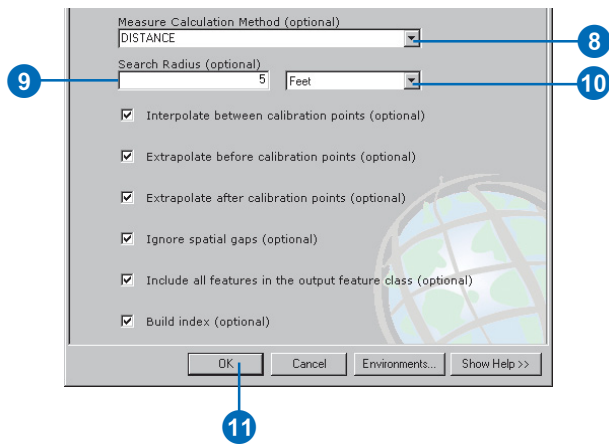 Measure Calculation Method (optional)
DISTANCE
8
Search Radius (optional)
9
5
Feet
10
Interpolate between calibration points (optional)
Extrapolate before calibration points (optional)
Extrapolate after calibration points (optional)
Ignore spatial gaps (optional)
Include all features in the output feature class (optional)
Build index (optional)
OK Cancel Environments... Show Help >>
11